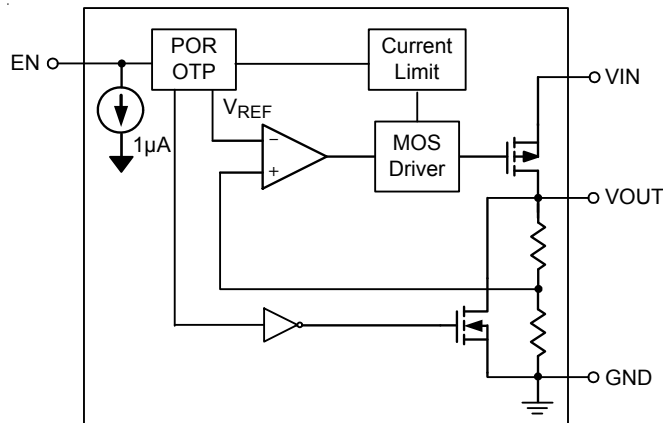 EN
POR
OTP
Current
Limit
VIN
1µA
VREF
−
+
MOS
Driver
VOUT
GND